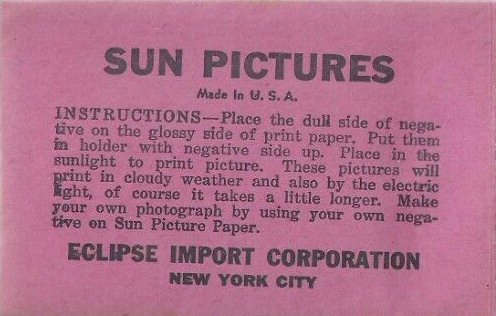 SUN PICTURES
Made in U. S. A.
INSTRUCTIONS—Place the dull side of nega-
tive on the glossy side of print paper. Put them
in holder with negative side up. Place in the
sunlight to print picture. These pictures will
print in cloudy weather and also by the electric
light, of course it takes a little longer. Make
your own photograph by using your own nega-
tive on Sun Picture Paper.
ECLIPSE IMPORT CORPORATION
NEW YORK CITY